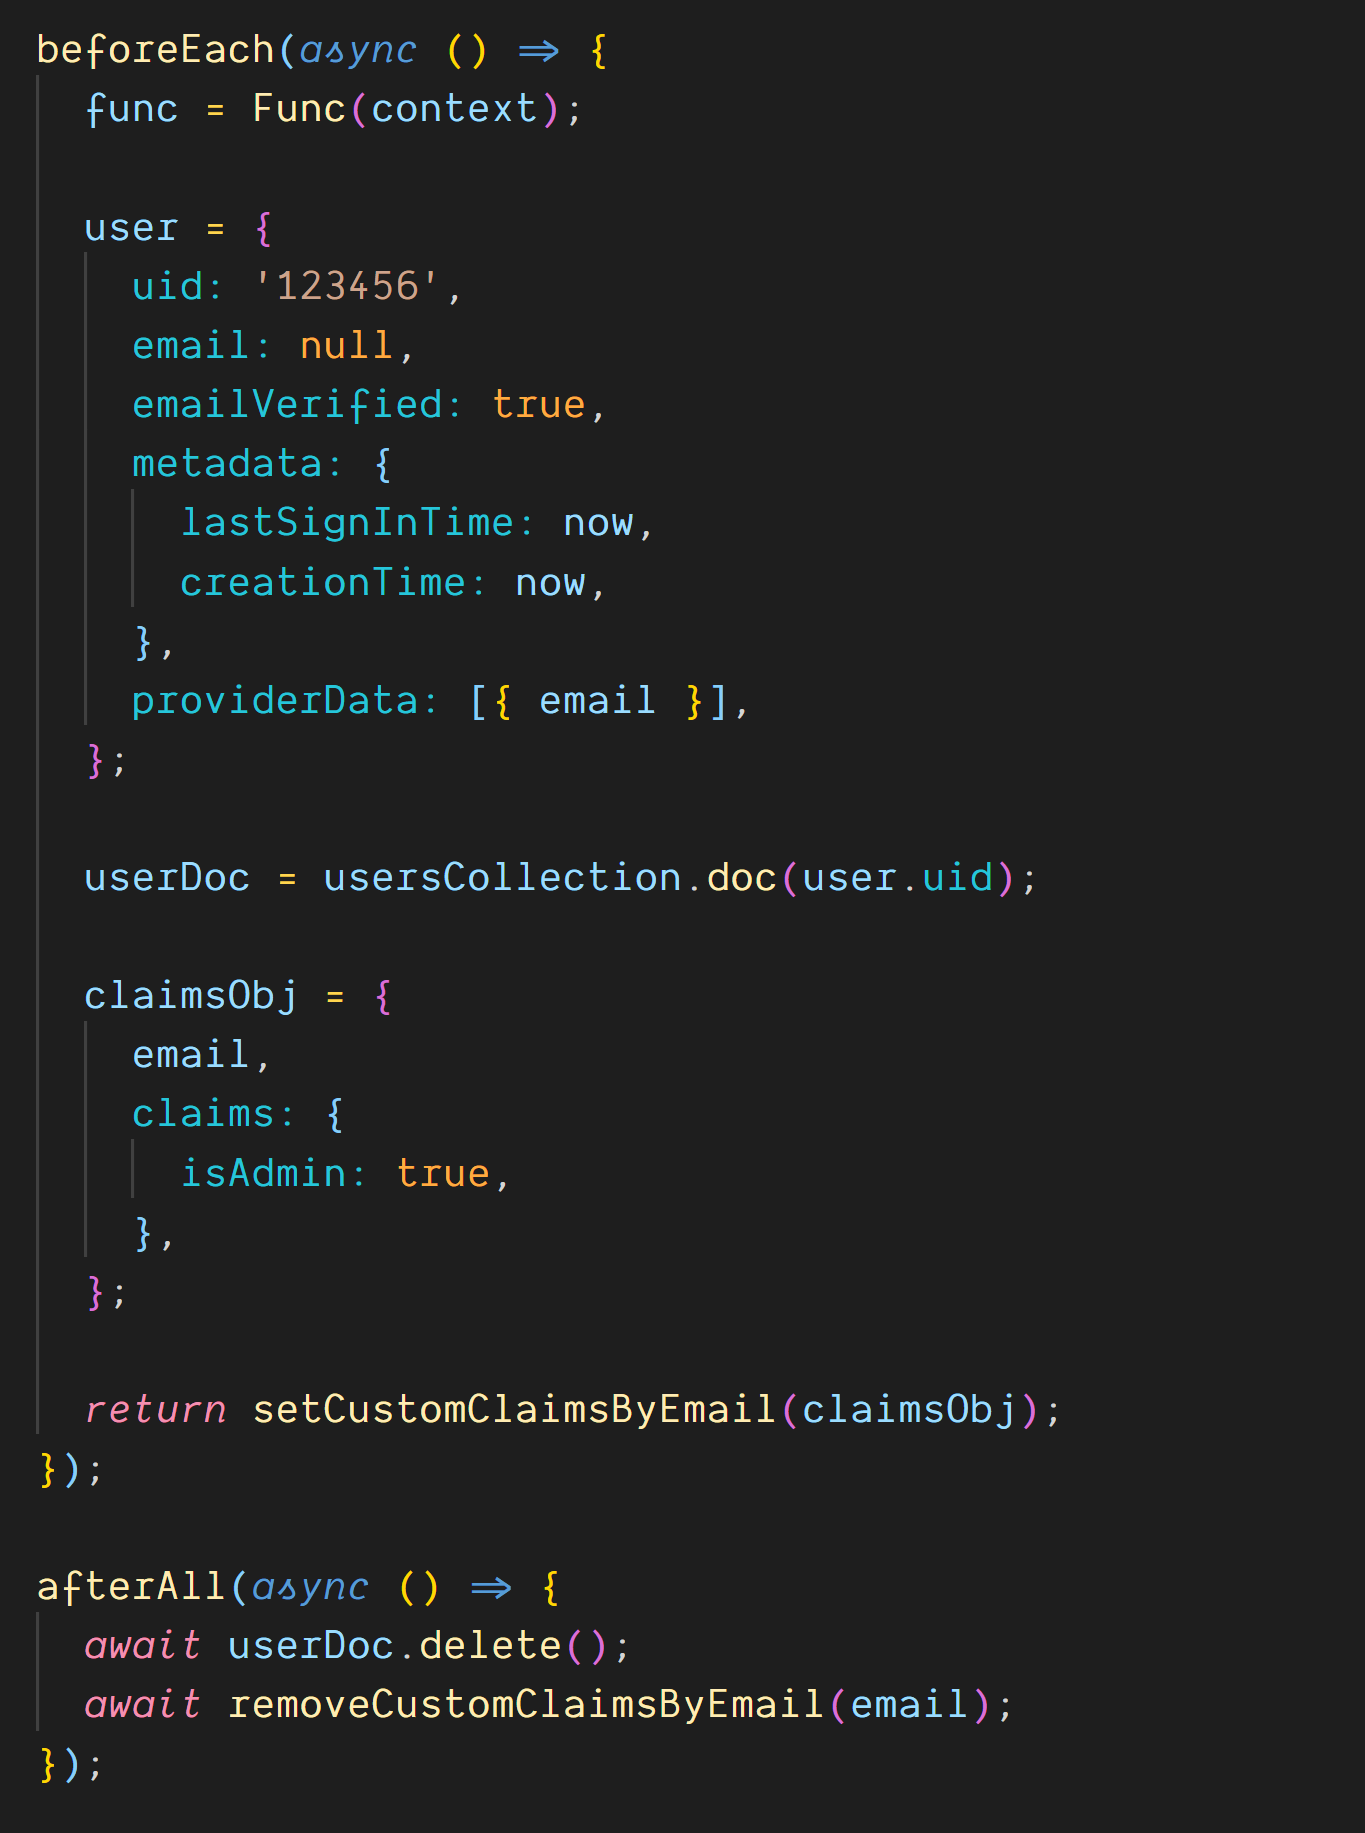 beforeEach(async () => {
  func = Func(context);

  user = {
    uid: '123456',
    email: null,
    emailVerified: true,
    metadata: {
      lastSignInTime: now,
      creationTime: now,
    },
    providerData: [{ email }],
  };

  userDoc = usersCollection.doc(user.uid);

  claimsObj = {
    email,
    claims: {
      isAdmin: true,
    },
  };

  return setCustomClaimsByEmail(claimsObj);
});

afterAll(async () => {
  await userDoc.delete();
  await removeCustomClaimsByEmail(email);
});